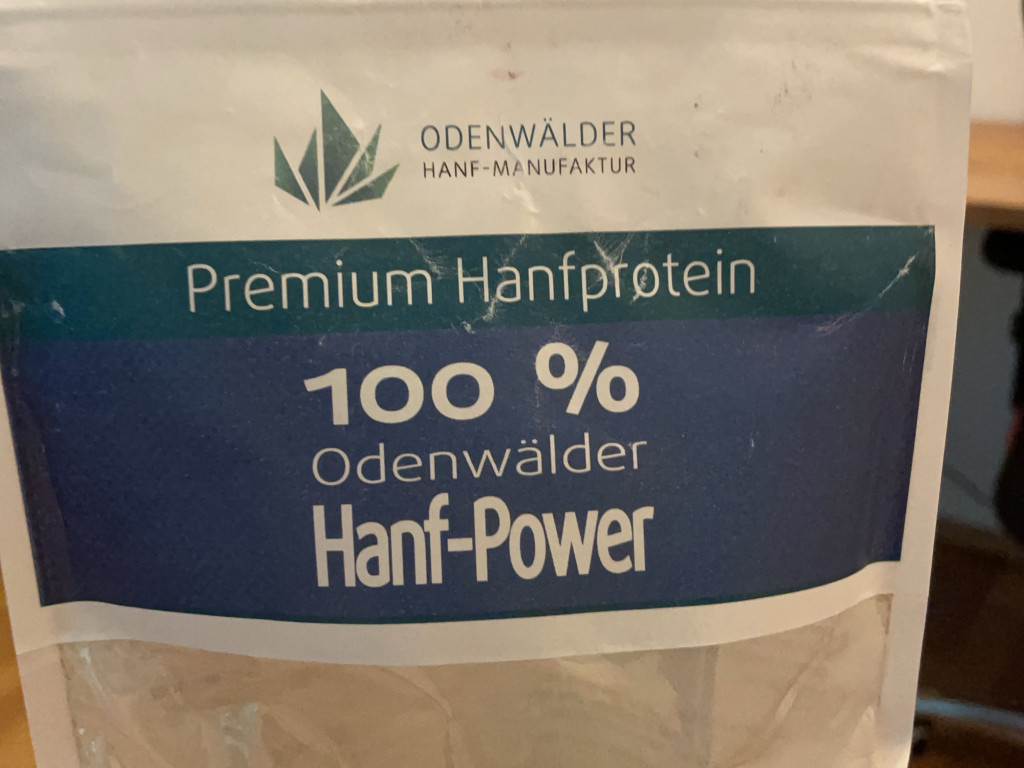 ODENWÄLDER
HANF-MANUFAKTUR
Premium Hanfprotein
100 %
Odenwälder
Hanf-Power